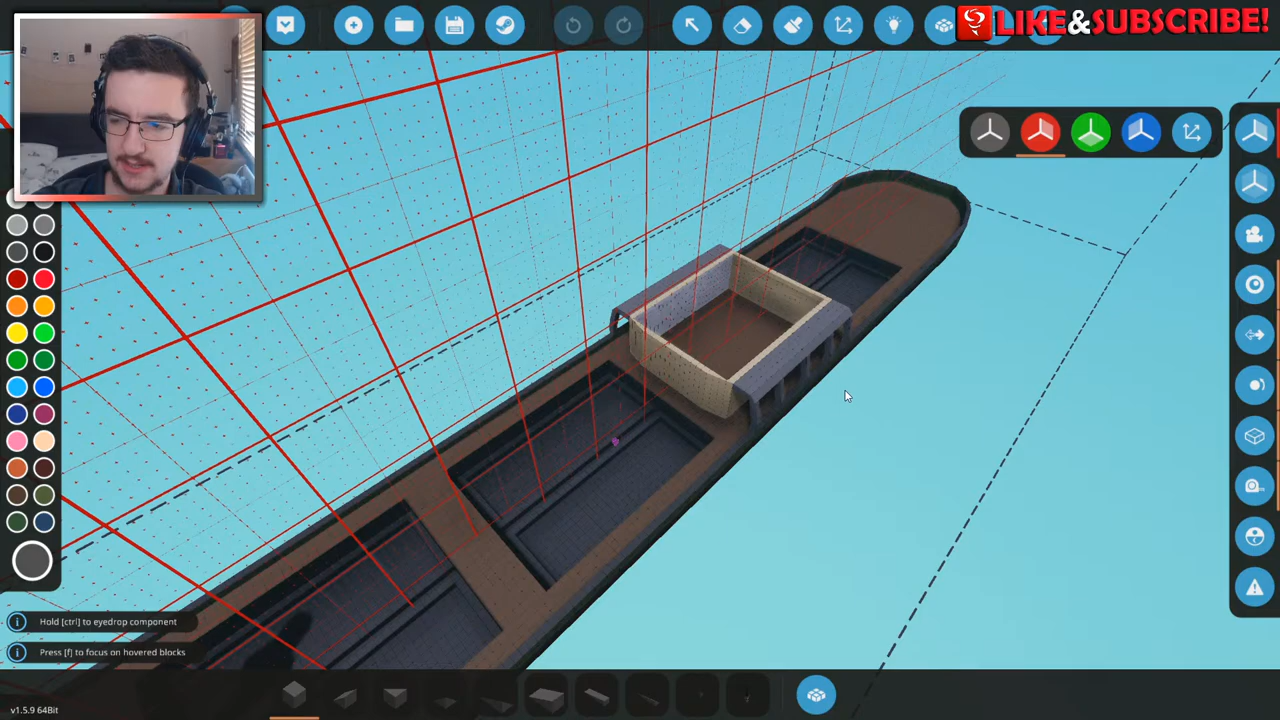 LIKE&SUBSCRIBE!
Hold [ctrl] to eyedrop component
Press [f] to focus on hovered blocks
v1.5.9 64Bit